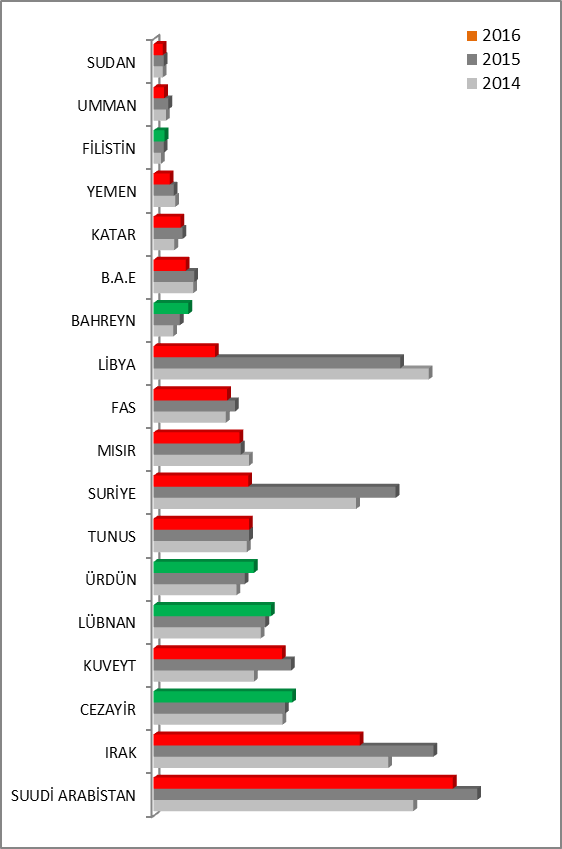 2016
2015
2014
SUDAN
UMMAN
FİLİSTİN
YEMEN
KATAR
B.A.E
BAHREYN
LİBYA
FAS
MISIR
SURİYE
TUNUS
ÜRDÜN
LÜBNAN
KUVEYT
CEZAYİR
IRAK
SUUDİ ARABİSTAN